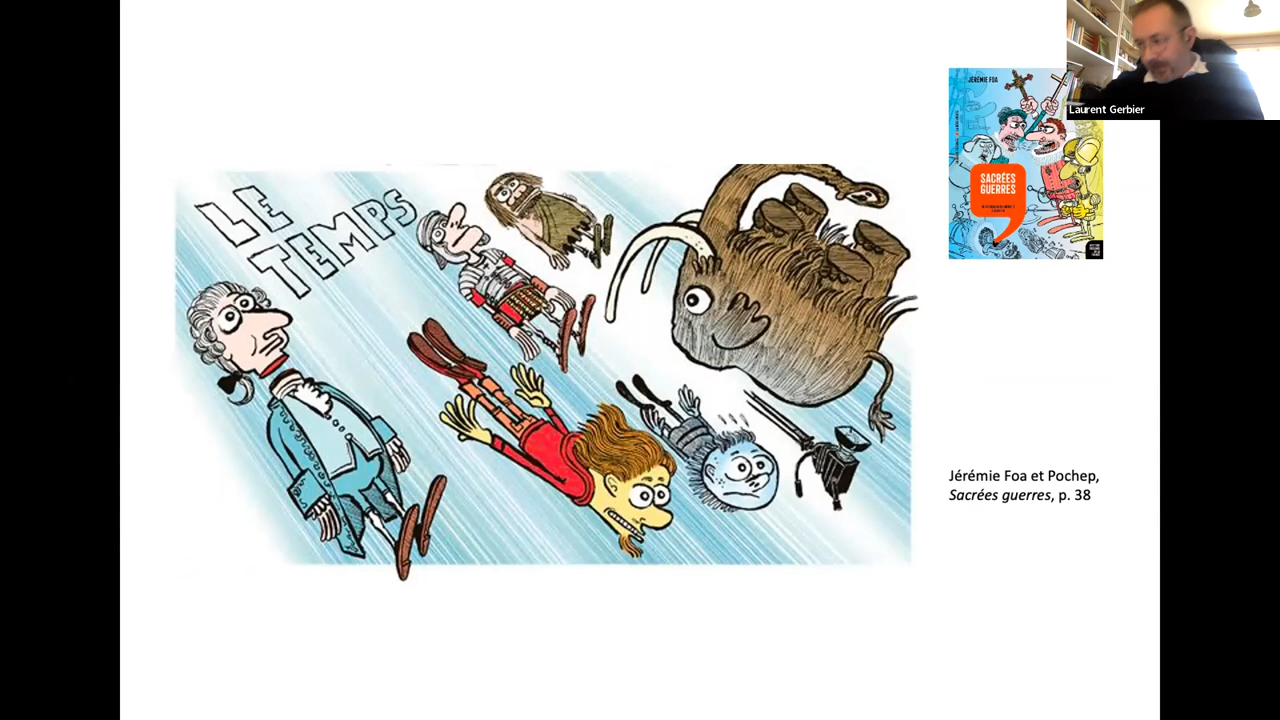 LE
TEMPS
JÉRÉMIE FOA
SACRÉES
GUERRES
Laurent Gerbier
Jérémie Foa et Pochep,
Sacrées guerres, p. 38